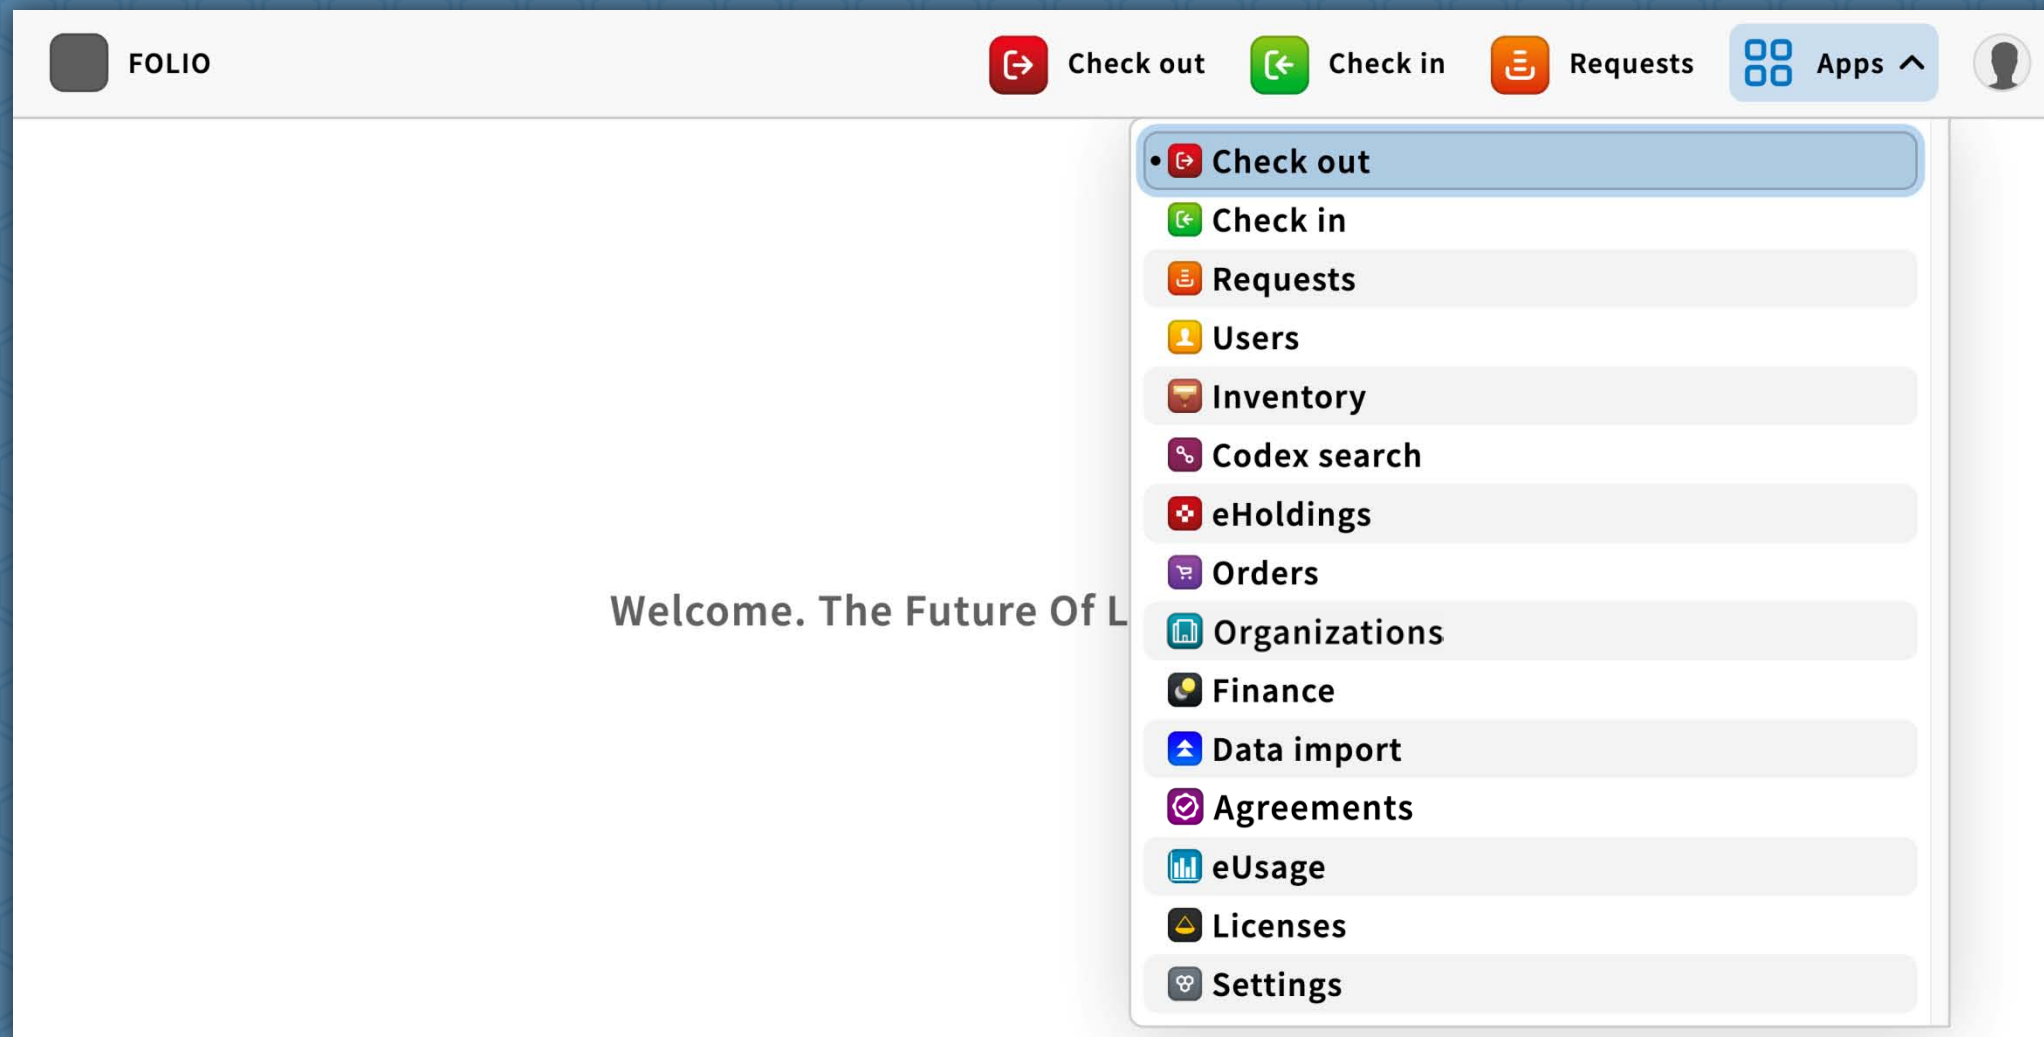 FOLIO
Check out
Check in
Requests
Apps
Check out
Check in
Requests
Users
Inventory
Codex search
eHoldings
Orders
Welcome. The Future Of L
Organizations
Finance
Data import
Agreements
eUsage
Licenses
Settings